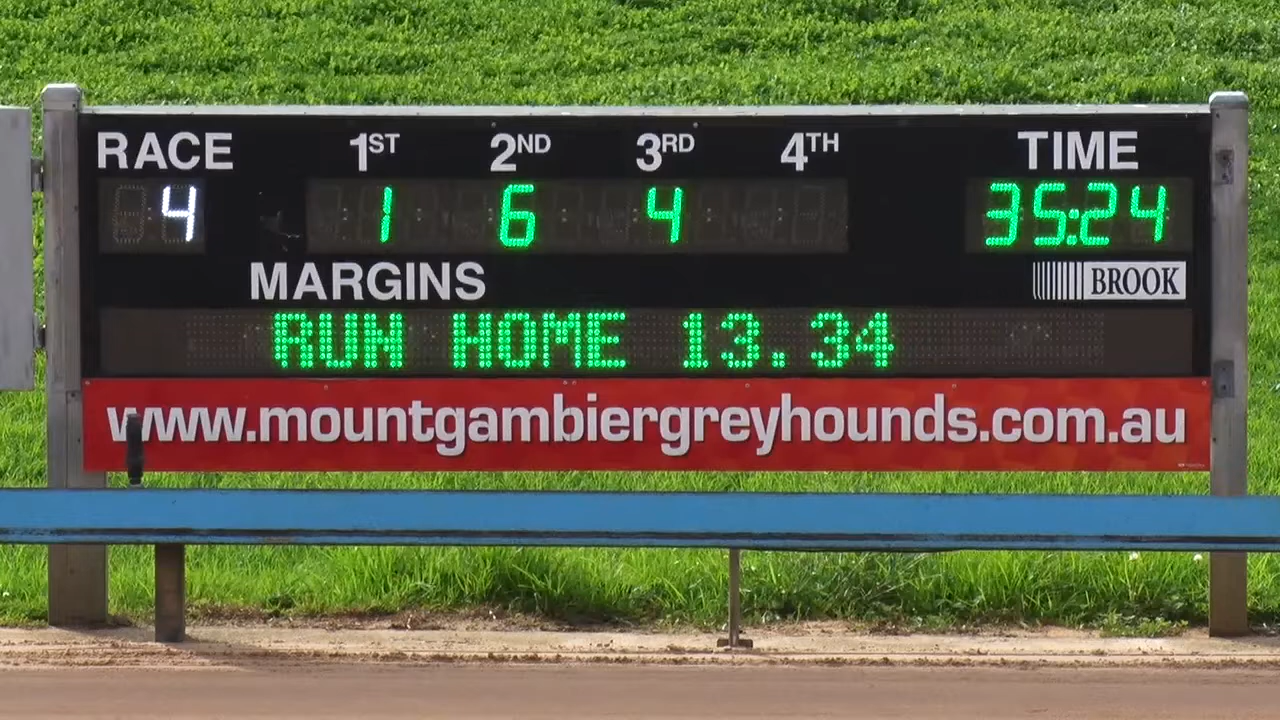 RACE 1ST 2ND 3RD 4TH TIME
4 1 6 4 35:24
MARGINS BROOK
RUN HOME 13.34
www.mountgambiergreyhounds.com.au